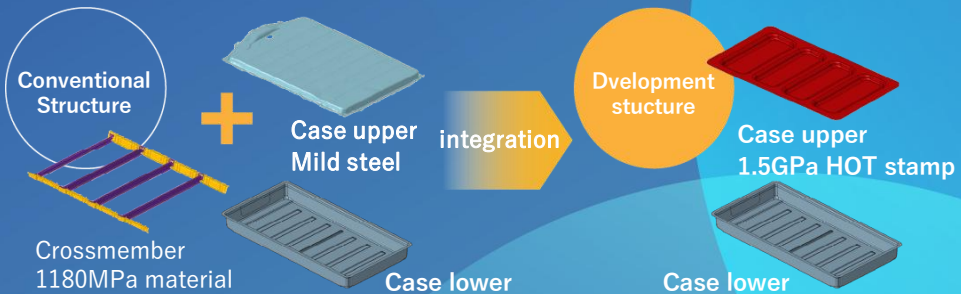 Conventional
Structure
Crossmember
1180MPa material
Case upper
Mild steel
Case lower
integration
Dvelopment
stucture
Case upper
1.5GPa HOT stamp
Case lower